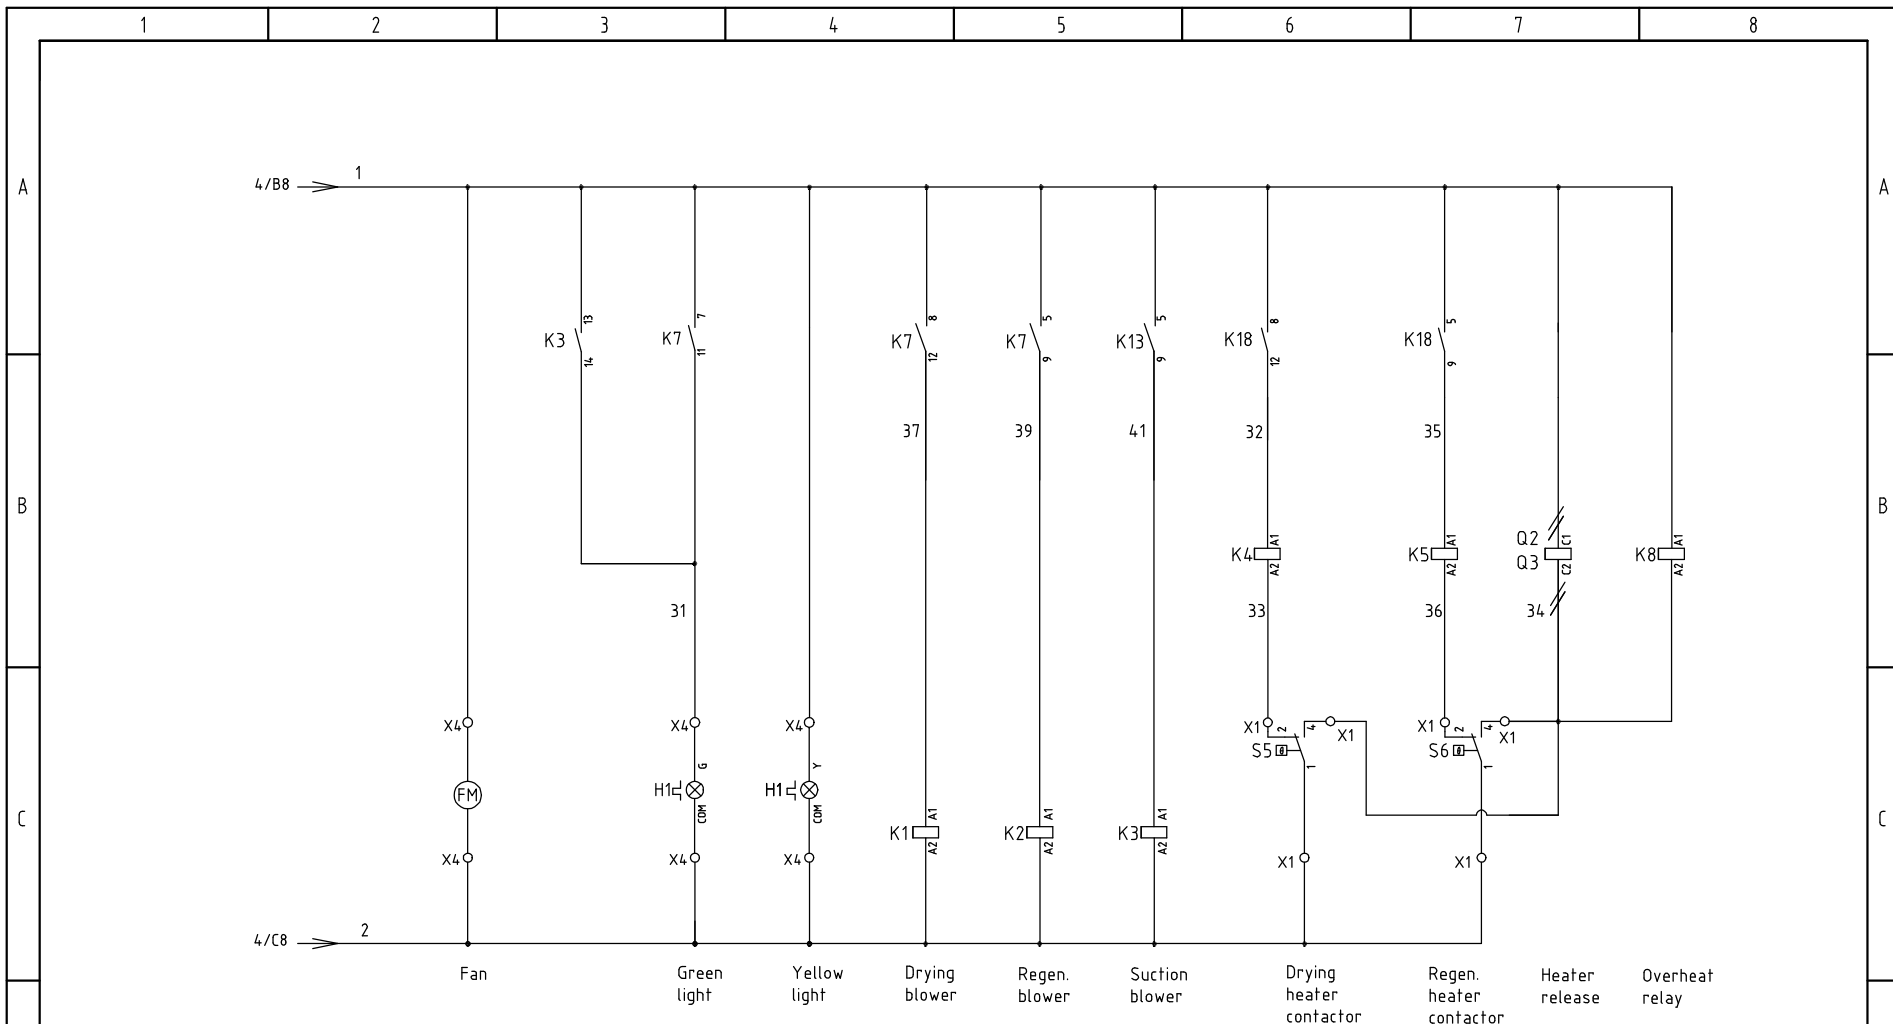 1 2 3 4 5 6 7 8
A A
4/B8 1
K3 13 14
K7 7 11
K7 8 12
K7 5 9
K13 5 9
K18 8 12
K18 5 9
37 39 41 32 35
B B
K4 A1 A2
K5 A1 A2
Q2 C1
Q3 C2
K8 A1 A2
31 33 36 34
X4 X4 X4 X1 2 4 X1 X1 2 4 X1
S5 1 S6 1
FM H1 G COM H1 Y COM
C C
K1 A1 A2
K2 A1 A2
K3 A1 A2
X4 X4 X4 X1 X1
4/C8 2
Fan
Green
light
Yellow
light
Drying
blower
Regen.
blower
Suction
blower
Drying
heater
contactor
Regen.
heater
contactor
Heater
release
Overheat
relay